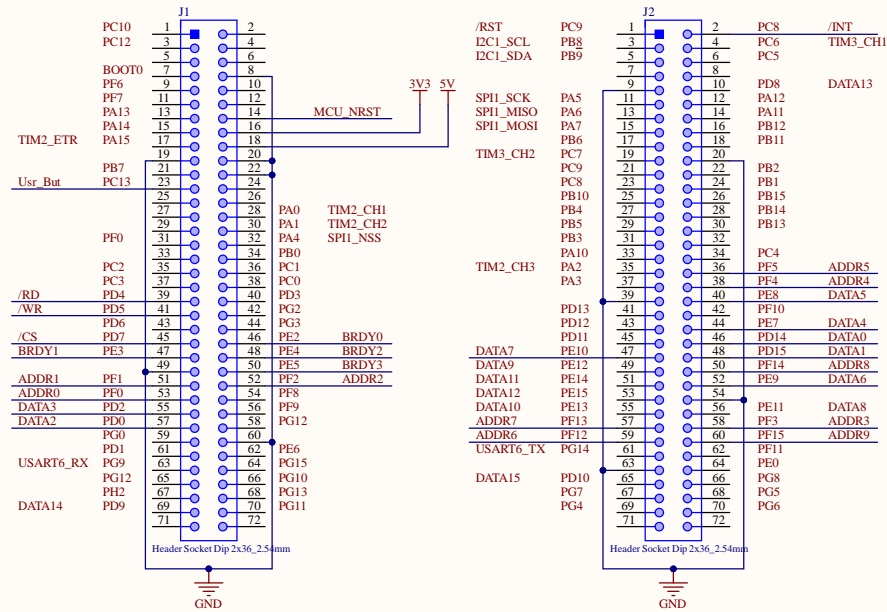 J1
PC10 1 2
PC12 3 4
5 6
BOOT0 7 8
PF6 9 10
3V3 5V
PF7 11 12
PA13 13 14 MCU_NRST
PA14 15 16
TIM2_ETR PA15 17 18
19 20
PB7 21 22
Usr_But PC13 23 24
25 26
27 28 PA0 TIM2_CH1
29 30 PA1 TIM2_CH2
PF0 31 32 PA4 SPI1_NSS
33 34 PB0
PC2 35 36 PC1
PC3 37 38 PC0
/RD PD4 39 40 PD3
/WR PD5 41 42 PG2
PD6 43 44 PG3
/CS PD7 45 46 PE2 BRDY0
BRDY1 PE3 47 48 PE4 BRDY2
49 50 PE5 BRDY3
ADDR1 PF1 51 52 PF2 ADDR2
ADDR0 PF0 53 54 PF8
DATA3 PD2 55 56 PF9
DATA2 PD0 57 58 PG12
PG0 59 60
PD1 61 62 PE6
USART6_RX PG9 63 64 PG15
PG12 65 66 PG10
PH2 67 68 PG13
DATA14 PD9 69 70 PG11
71 72
Header Socket Dip 2x36_2.54mm
GND
J2
/RST PC9 1 2 PC8 /INT
I2C1_SCL PB8 3 4 PC6 TIM3_CH1
I2C1_SDA PB9 5 6 PC5
7 8
9 10 PD8 DATA13
SPI1_SCK PA5 11 12 PA12
SPI1_MISO PA6 13 14 PA11
SPI1_MOSI PA7 15 16 PB12
PB6 17 18 PB11
TIM3_CH2 PC7 19 20
PC9 21 22 PB2
PC8 23 24 PB1
PB10 25 26 PB15
PB4 27 28 PB14
PB5 29 30 PB13
PB3 31 32
PA10 33 34 PC4
TIM2_CH3 PA2 35 36 PF5 ADDR5
PA3 37 38 PF4 ADDR4
39 40 PE8 DATA5
PD13 41 42 PF10
PD12 43 44 PE7 DATA4
PD11 45 46 PD14 DATA0
DATA7 PE10 47 48 PD15 DATA1
DATA9 PE12 49 50 PF14 ADDR8
DATA11 PE14 51 52 PE9 DATA6
DATA12 PE15 53 54
DATA10 PE13 55 56 PE11 DATA8
ADDR7 PF13 57 58 PF3 ADDR3
ADDR6 PF12 59 60 PF15 ADDR9
USART6_TX PG14 61 62 PF11
63 64 PE0
DATA15 PD10 65 66 PG8
PG7 67 68 PG5
PG4 69 70 PG6
71 72
Header Socket Dip 2x36_2.54mm
GND